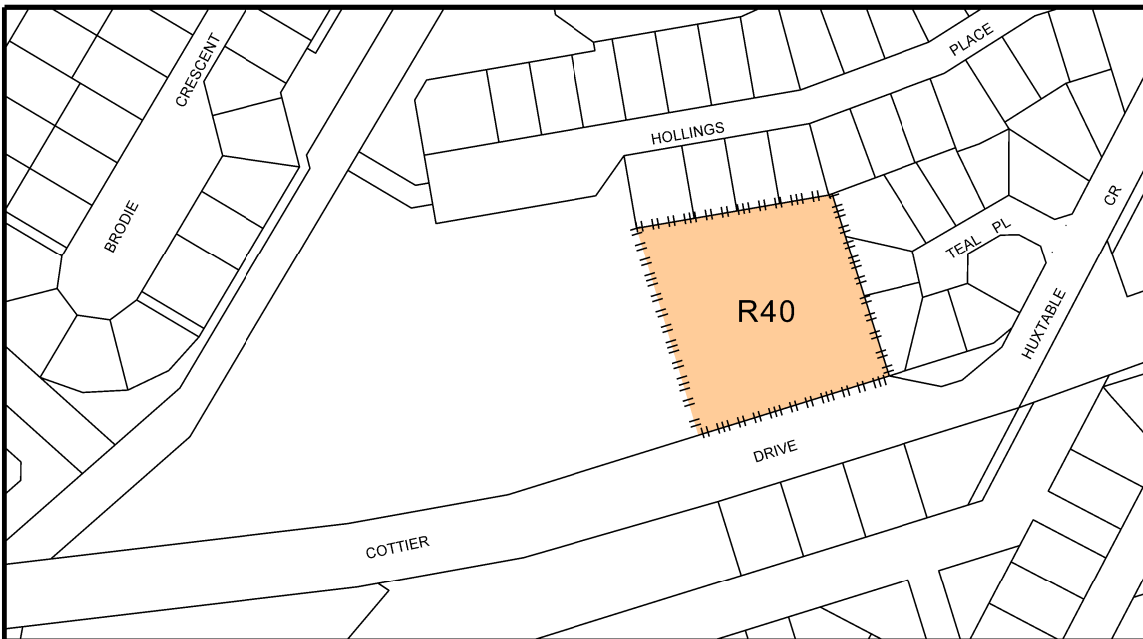 PLACE
CRESCENT
HOLLINGS
CR
BRODIE
TEAL PL
R40
HUXTABLE
DRIVE
COTTIER